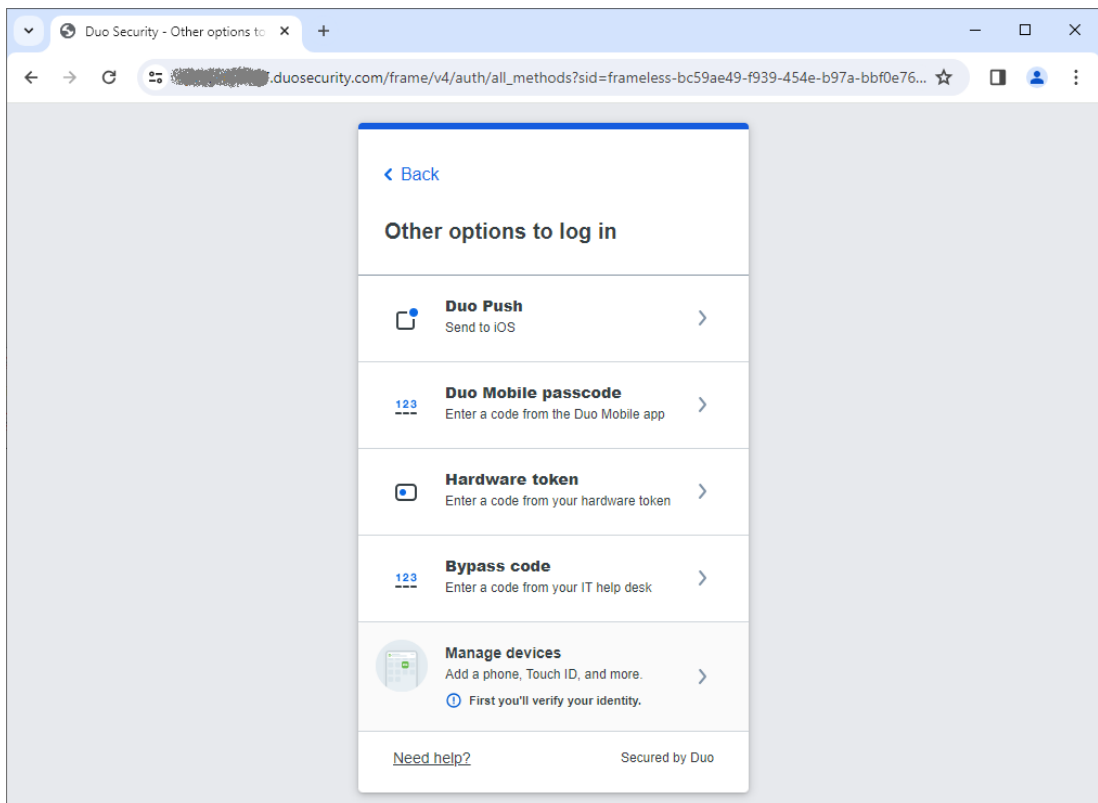 Duo Security - Other options to
.duosecurity.com/frame/v4/auth/all_methods?sid=frameless-bc59ae49-f939-454e-b97a-bbf0e76...
Back
Other options to log in
Duo Push
Send to iOS
123
Duo Mobile passcode
Enter a code from the Duo Mobile app
Hardware token
Enter a code from your hardware token
123
Bypass code
Enter a code from your IT help desk
Manage devices
Add a phone, Touch ID, and more.
First you'll verify your identity.
Need help?
Secured by Duo